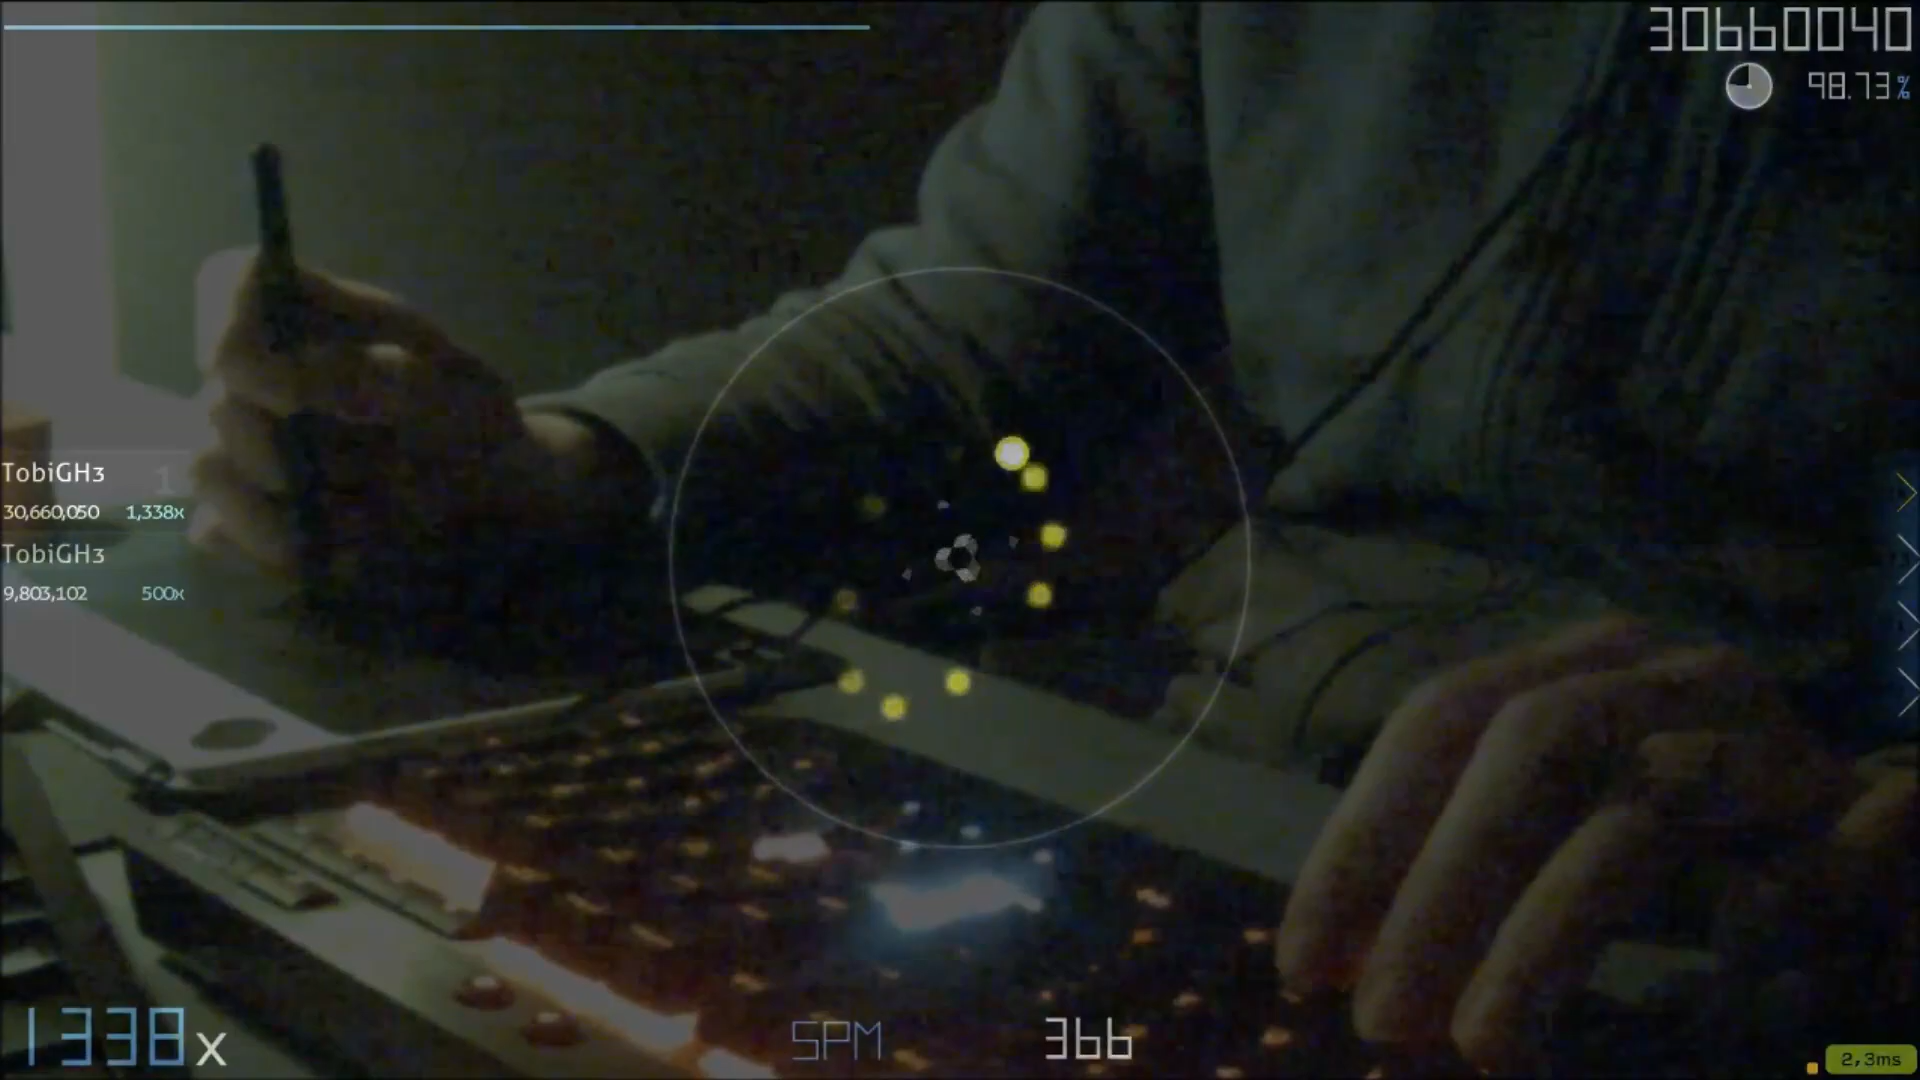 30660040
98.73%
TobiGH3 1
30,660,050 1,338x
TobiGH3
9,803,102 500x
1338x
SPM 366
2,3ms